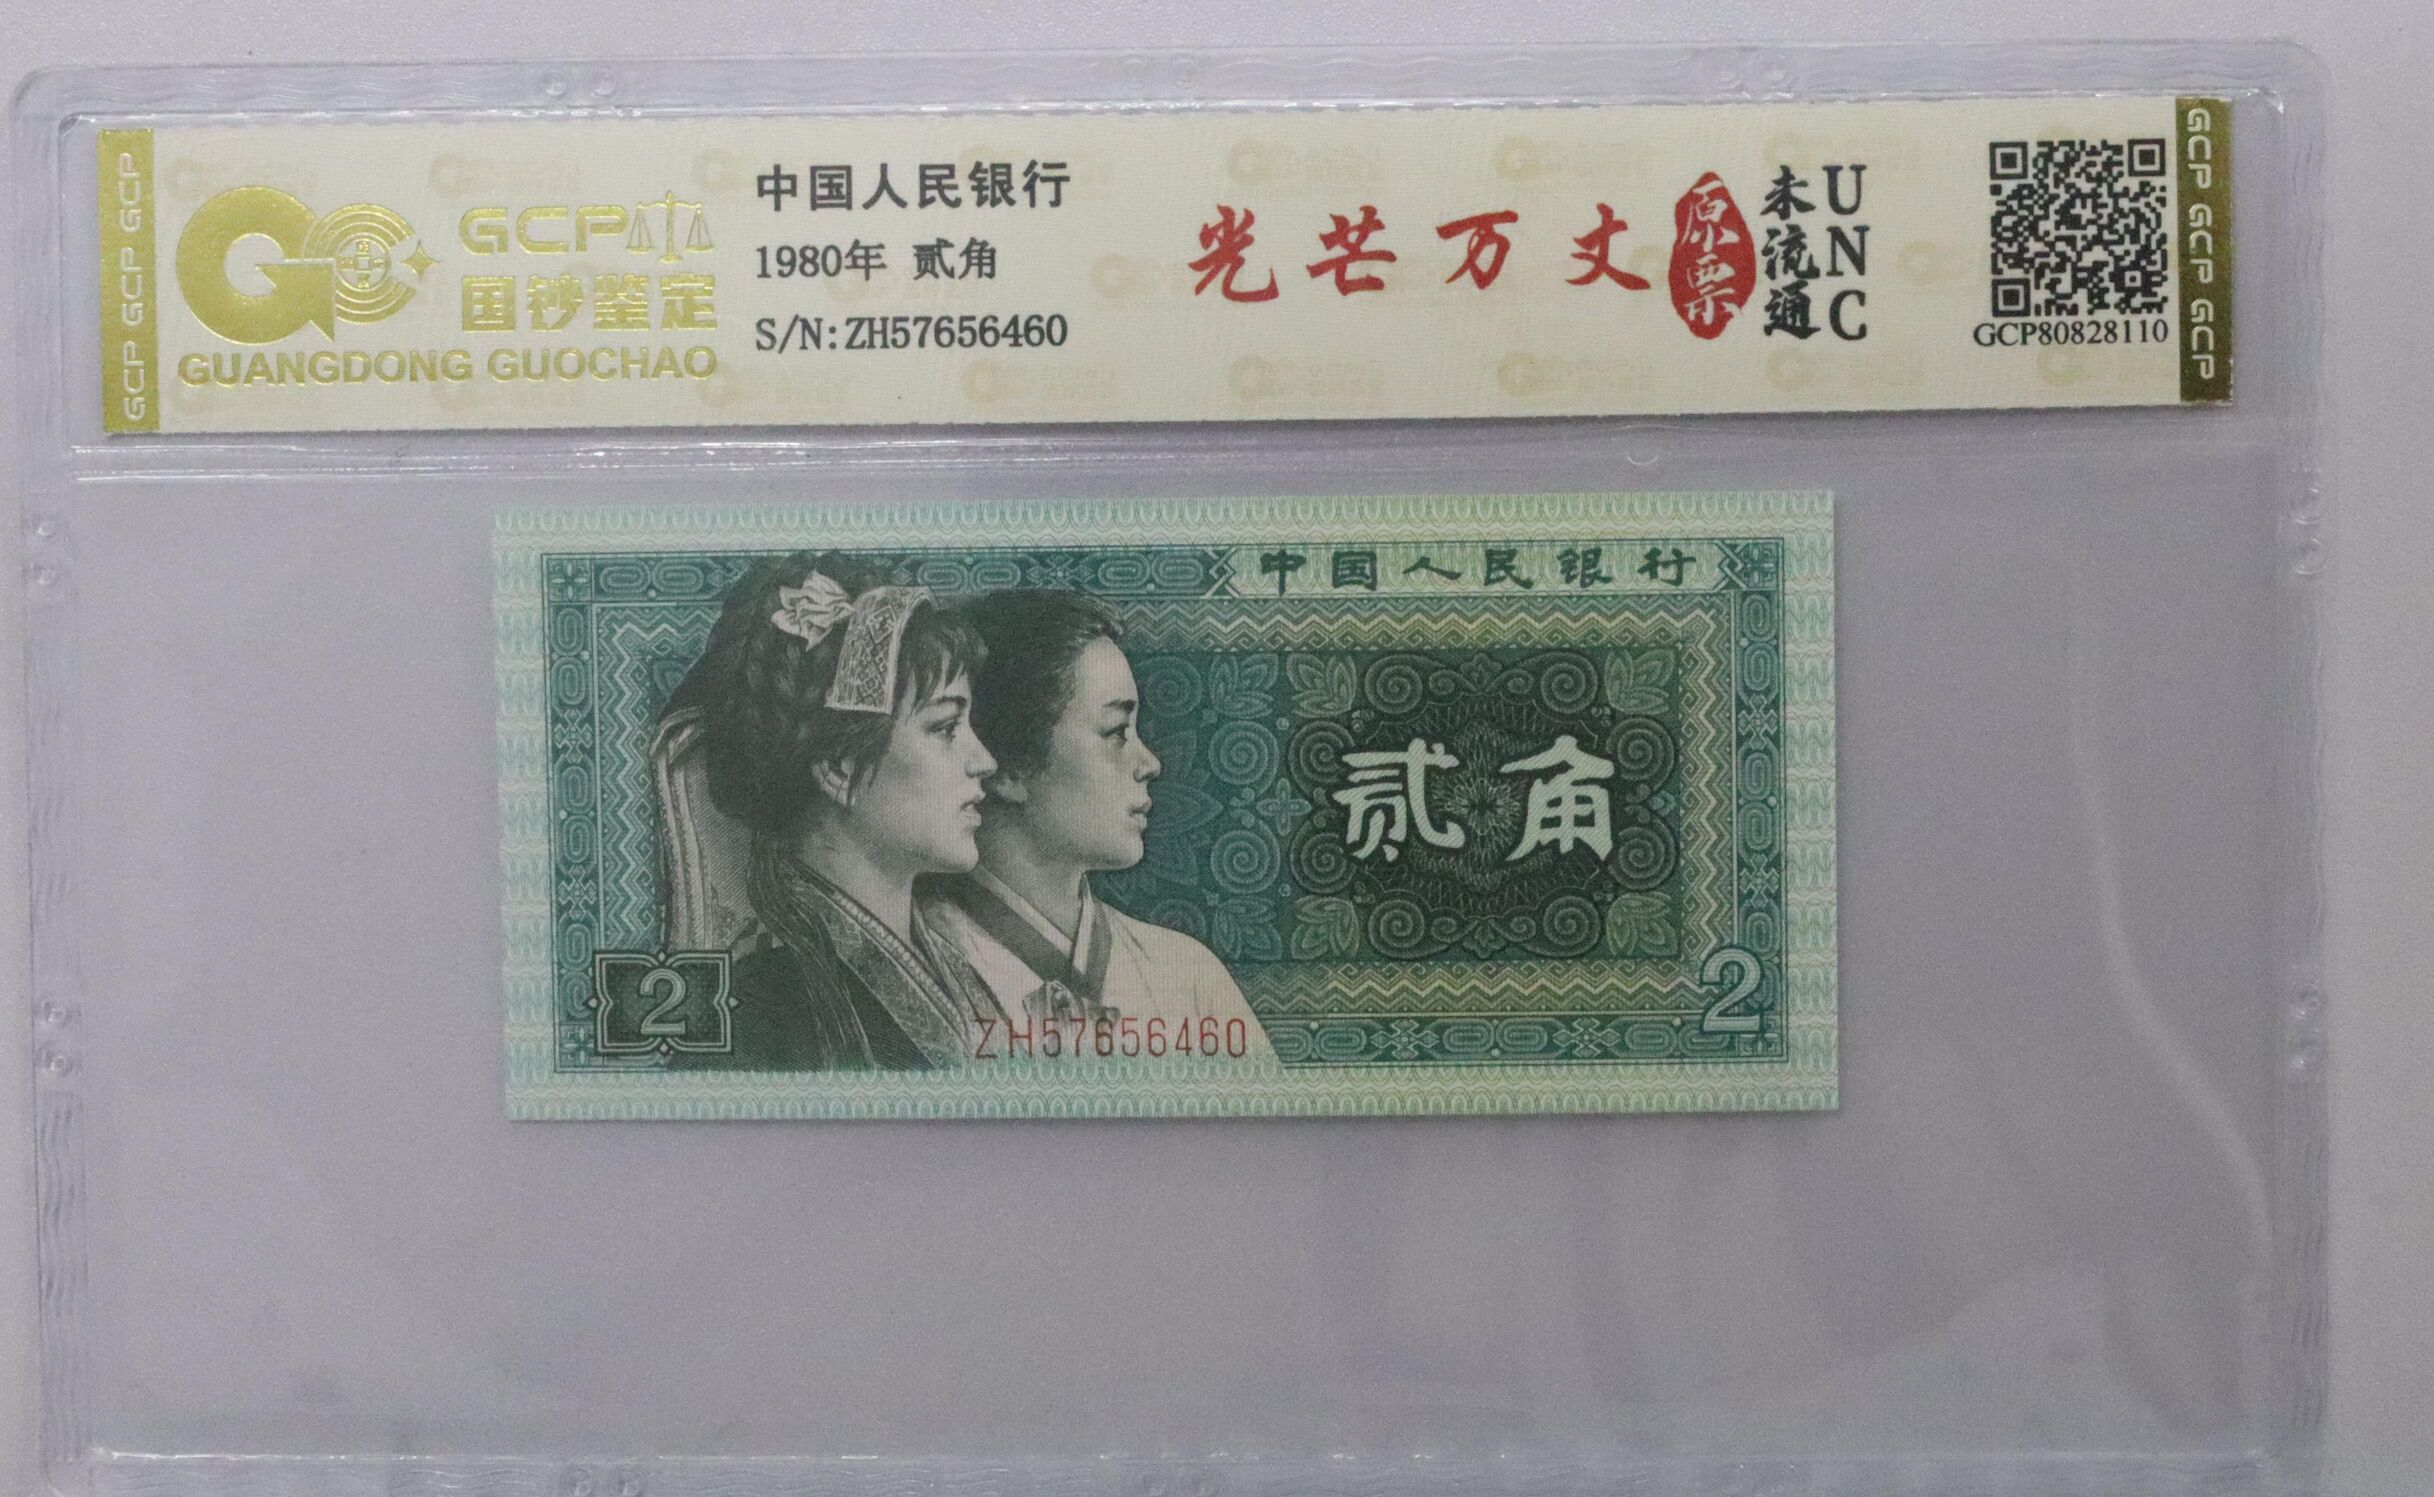 GCP GCP GCP
GCP
国钞鉴定
GUANGDONG GUOCHAO
中国人民银行
1980年 贰角
S/N:ZH57656460
光芒万丈
原票
未流通
UNC
GCP80828110
GCP GCP GCP
中国人民银行
贰角
2
2
ZH57656460